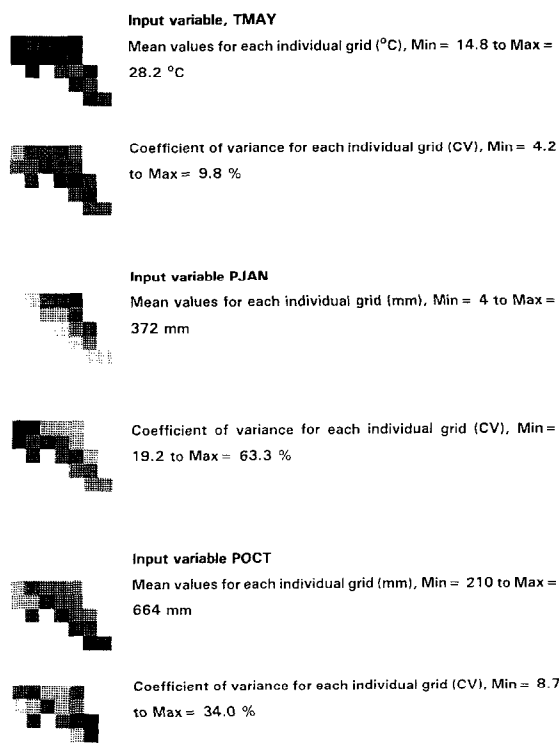 Input variable, TMAY
Mean values for each individual grid (°C), Min = 14.8 to Max =
28.2 °C
Coefficient of variance for each individual grid (CV), Min = 4.2
to Max = 9.8 %
Input variable PJAN
Mean values for each individual grid (mm), Min = 4 to Max =
372 mm
Coefficient of variance for each individual grid (CV), Min =
19.2 to Max = 63.3 %
Input variable POCT
Mean values for each individual grid (mm), Min = 210 to Max =
664 mm
Coefficient of variance for each individual grid (CV), Min = 8.7
to Max = 34.0 %